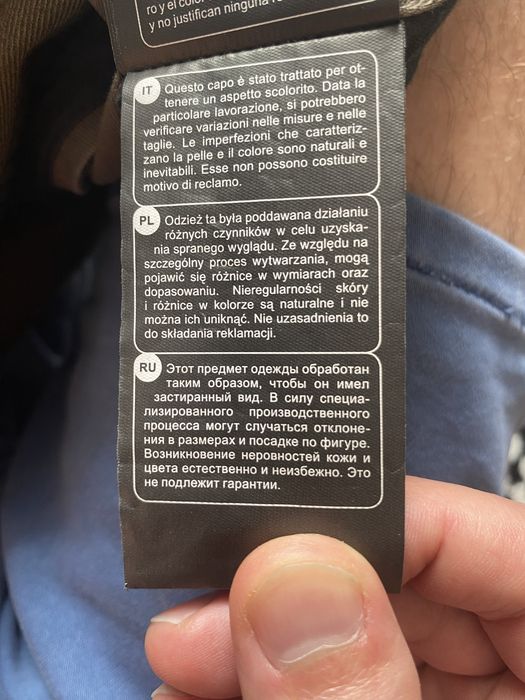 ro y el color
y no justifican ninguna
IT Questo capo è stato trattato per ot-
tenere un aspetto scolorito. Data la
particolare lavorazione, si potrebbero
verificare variazioni nelle misure e nelle
taglie. Le imperfezioni che caratteriz-
zano la pelle e il colore sono naturali e
inevitabili. Esse non possono costituire
motivo di reclamo.
PL Odzież ta była poddawana działaniu
różnych czynników w celu uzyska-
nia spranego wyglądu. Ze względu na
szczególny proces wytwarzania, mogą
pojawić się różnice w wymiarach oraz
dopasowaniu. Nieregularności skóry
i różnice w kolorze są naturalne i nie
można ich uniknąć. Nie uzasadnienia to
do składania reklamacji.
RU Этот предмет одежды обработан
таким образом, чтобы он имел
застиранный вид. В силу специа-
лизированного производственного
процесса могут случаться отклоне-
ния в размерах и посадке по фигуре.
Возникновение неровностей кожи и
цвета естественно и неизбежно. Это
не подлежит гарантии.